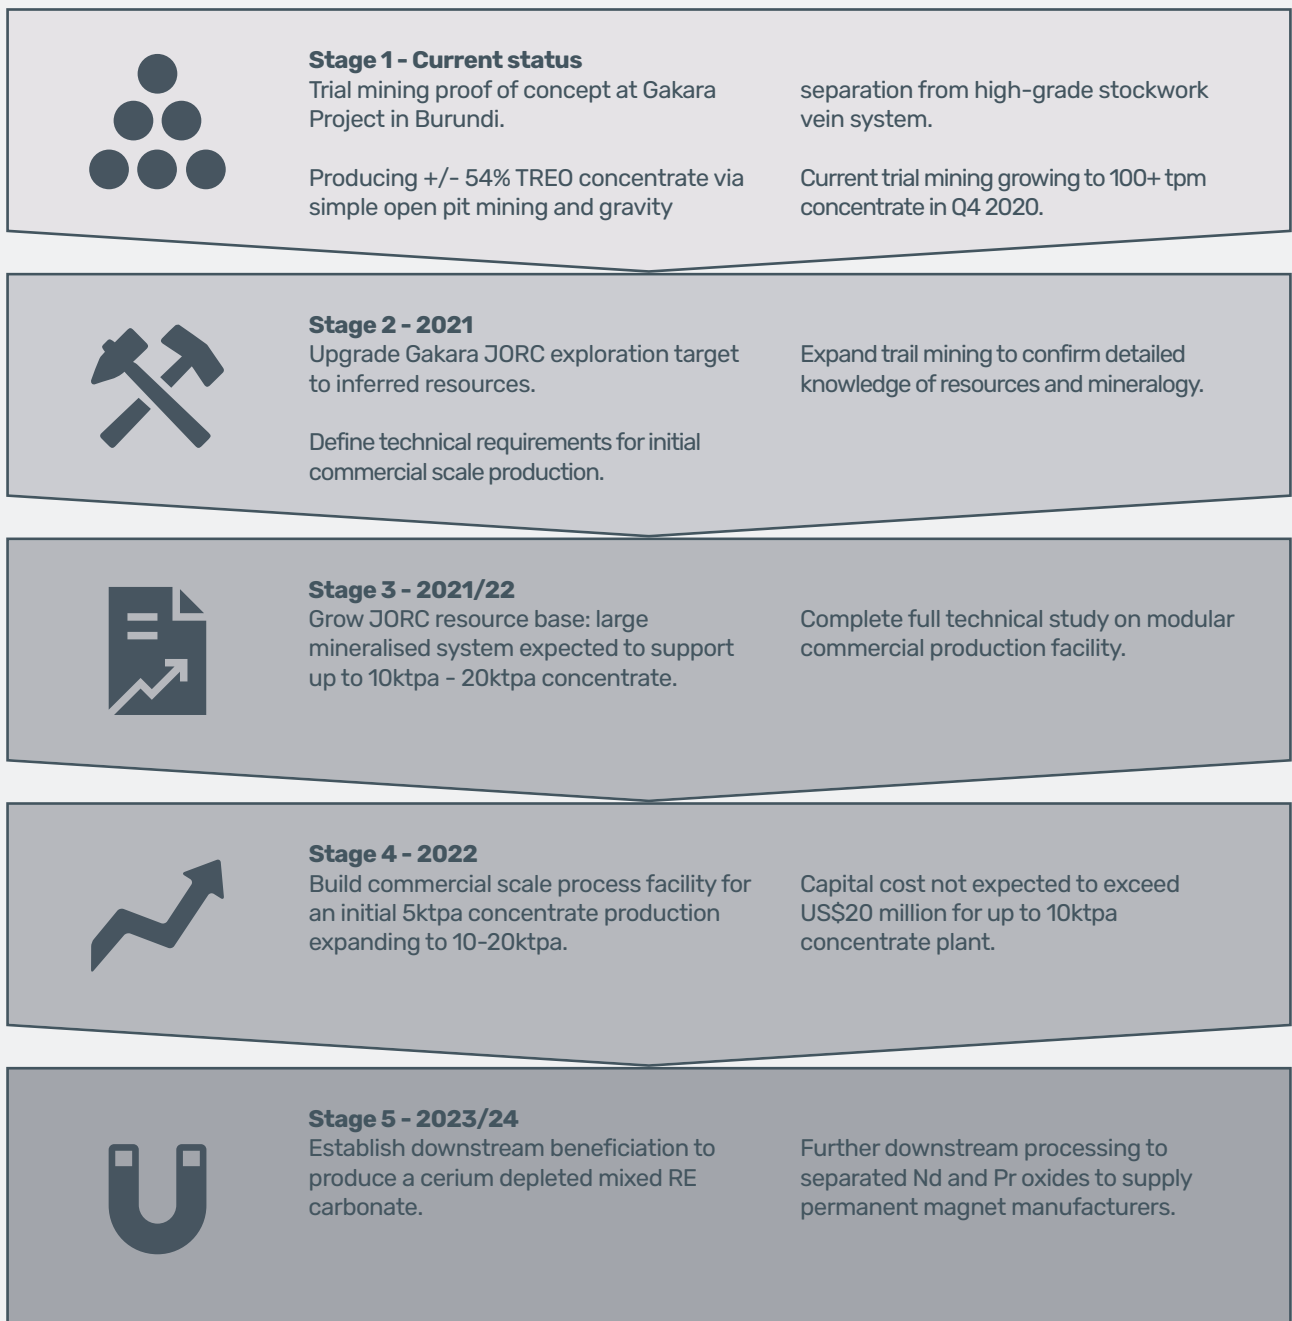 Stage 1 - Current status
Trial mining proof of concept at Gakara
Project in Burundi.
Producing +/- 54% TREO concentrate via
simple open pit mining and gravity
separation from high-grade stockwork
vein system.
Current trial mining growing to 100+ tpm
concentrate in Q4 2020.
Stage 2 - 2021
Upgrade Gakara JORC exploration target
to inferred resources.
Define technical requirements for initial
commercial scale production.
Expand trail mining to confirm detailed
knowledge of resources and mineralogy.
Stage 3 - 2021/22
Grow JORC resource base: large
mineralised system expected to support
up to 10ktpa - 20ktpa concentrate.
Complete full technical study on modular
commercial production facility.
Stage 4 - 2022
Build commercial scale process facility for
an initial 5ktpa concentrate production
expanding to 10-20ktpa.
Capital cost not expected to exceed
US$20 million for up to 10ktpa
concentrate plant.
Stage 5 - 2023/24
Establish downstream beneficiation to
produce a cerium depleted mixed RE
carbonate.
Further downstream processing to
separated Nd and Pr oxides to supply
permanent magnet manufacturers.